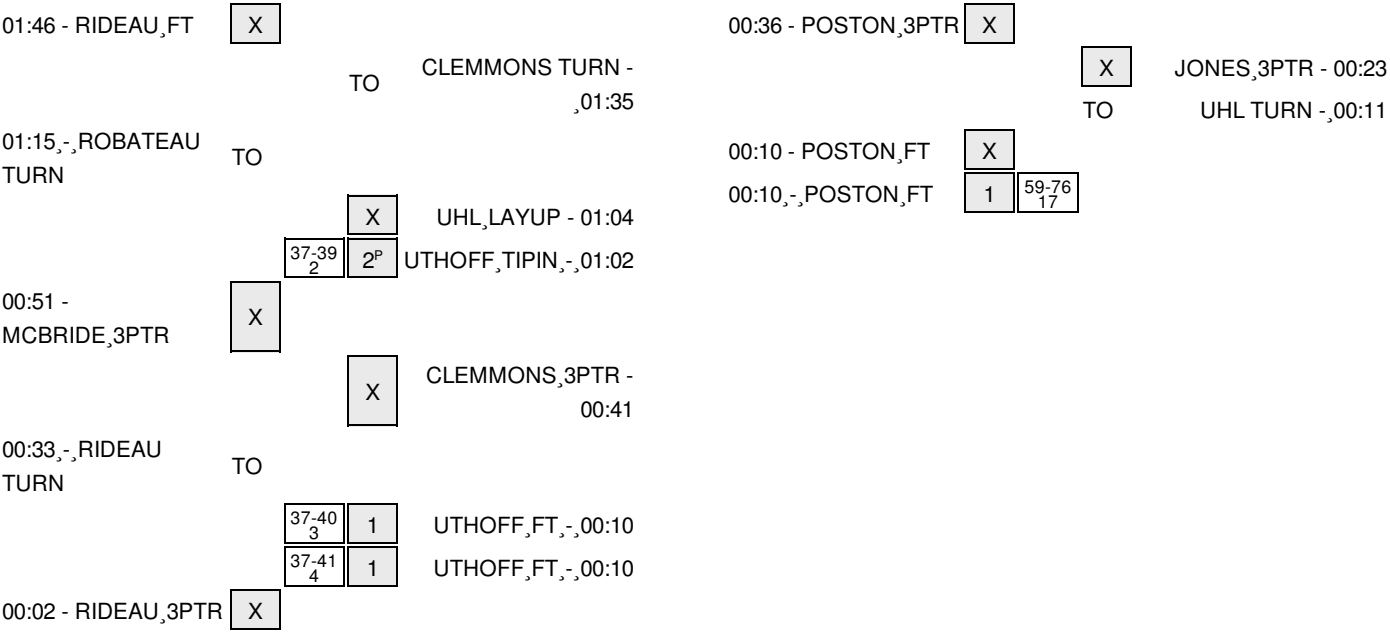 01:46 - RIDEAU¸FT X
TO CLEMMONS TURN -
¸01:35
01:15¸-¸ROBATEAU
TURN TO
X UHL¸LAYUP - 01:04
37-39
2 2P UTHOFF¸TIPIN¸-¸01:02
00:51 -
MCBRIDE¸3PTR X
X CLEMMONS¸3PTR -
00:41
00:33¸-¸RIDEAU
TURN TO
37-40
3 1 UTHOFF¸FT¸-¸00:10
37-41
4 1 UTHOFF¸FT¸-¸00:10
00:02 - RIDEAU¸3PTR X
00:36 - POSTON¸3PTR X
X JONES¸3PTR - 00:23
TO UHL TURN -¸00:11
00:10 - POSTON¸FT X
00:10¸-¸POSTON¸FT 1 59-76
17